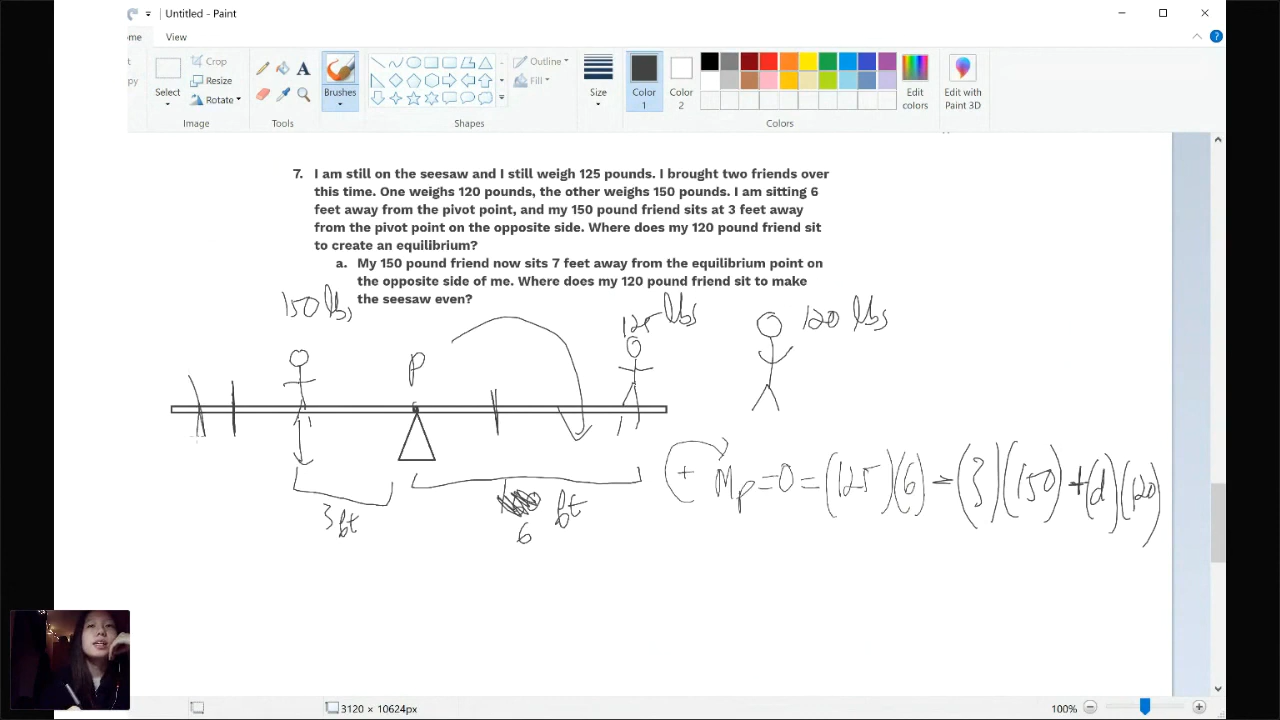 Untitled - Paint
ome View
ut
py
Select
Crop
Resize
Rotate
Image
Tools
Brushes
Outline
Fill
Shapes
Size
Color 1
Color 2
Edit colors
Edit with Paint 3D
Colors
7. I am still on the seesaw and I still weigh 125 pounds. I brought two friends over
this time. One weighs 120 pounds, the other weighs 150 pounds. I am sitting 6
feet away from the pivot point, and my 150 pound friend sits at 3 feet away
from the pivot point on the opposite side. Where does my 120 pound friend sit
to create an equilibrium?
a. My 150 pound friend now sits 7 feet away from the equilibrium point on
the opposite side of me. Where does my 120 pound friend sit to make
the seesaw even?
150 lbs
125 lbs
120 lbs
P
+ Mp = 0 = (125)(6) - (3)(150) + (d)(120)
3 ft
6 ft
3120 × 10624px
100%